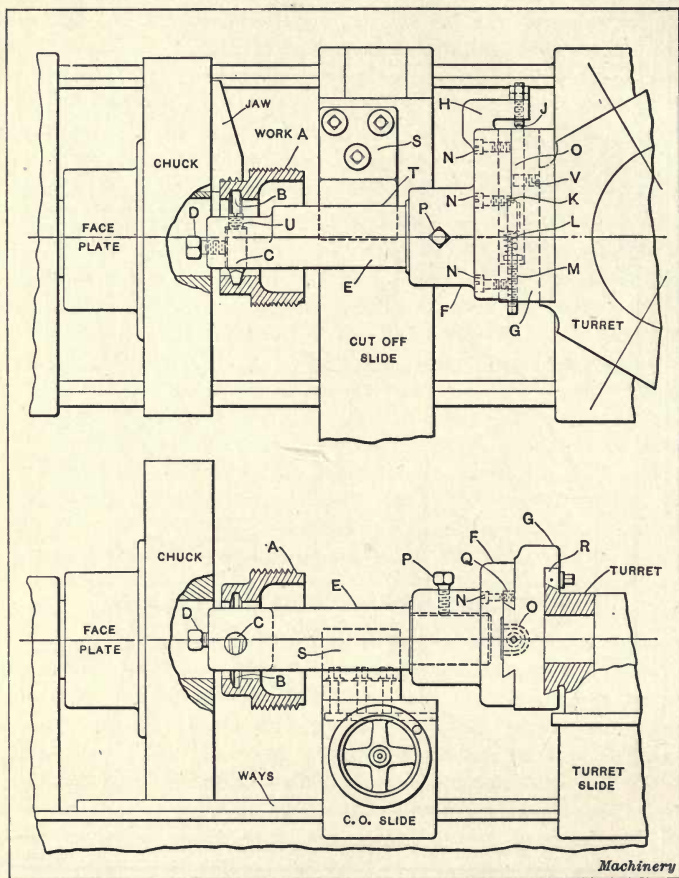 JAW
WORK A
CHUCK
FACE
PLATE
D
B
U
C
S
T
P
E
F
CUT OFF
SLIDE
H
J
N
O
V
N
K
L
N
M
G
TURRET
CHUCK
A
FACE
PLATE
D
C
B
E
S
P
F
Q
N
G
R
TURRET
O
WAYS
C.O. SLIDE
TURRET
SLIDE
Machinery